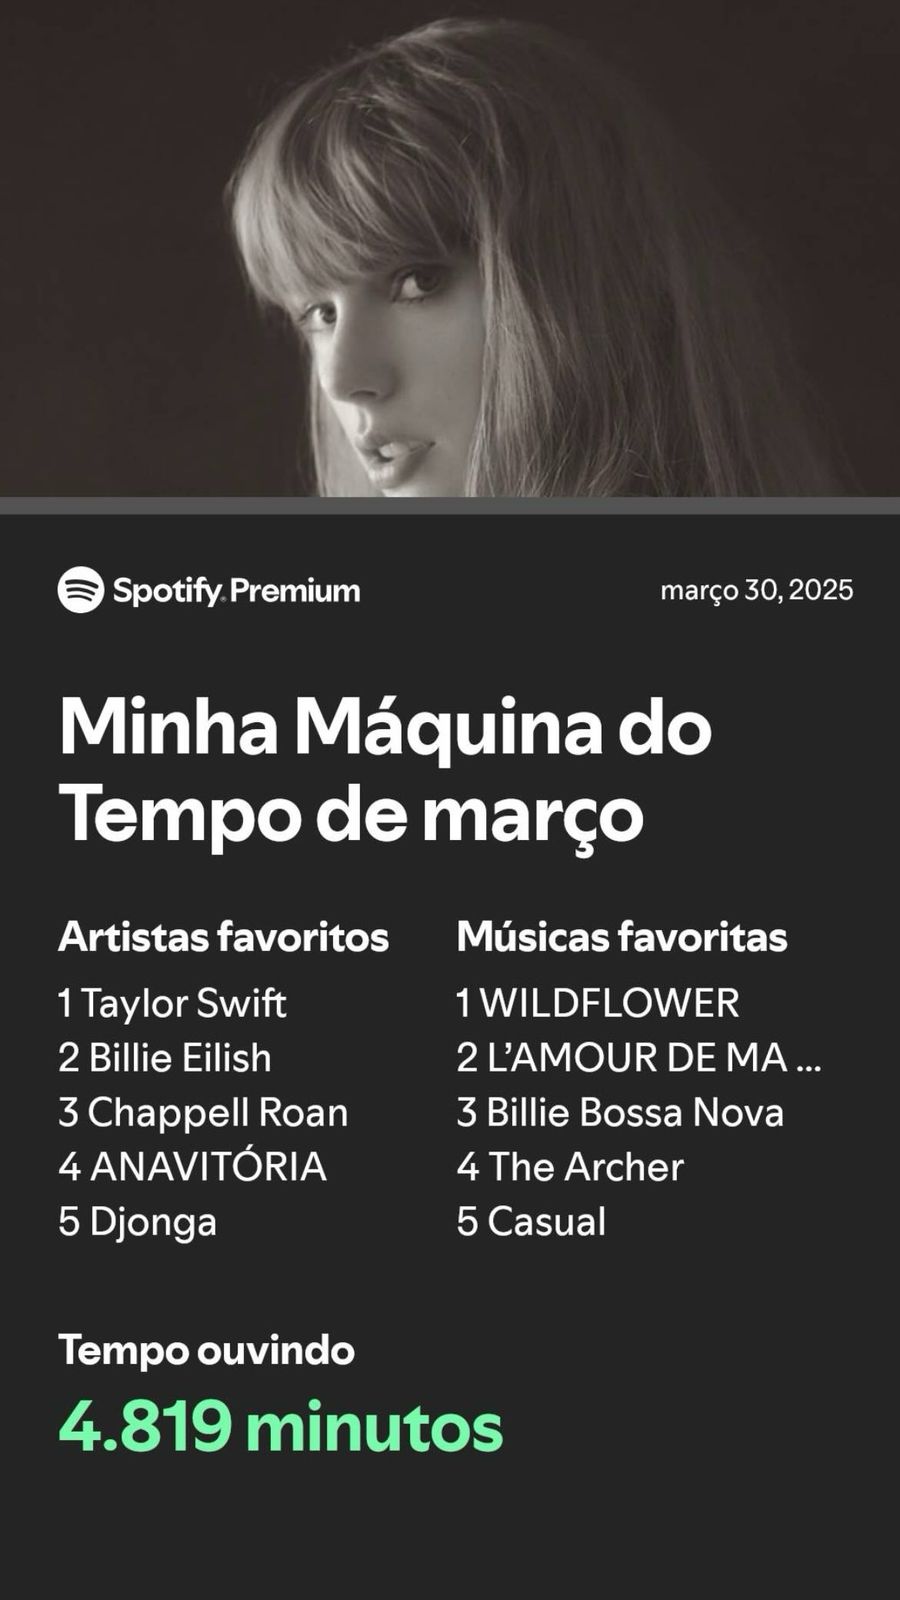 Spotify Premium
março 30, 2025
Minha Máquina do
Tempo de março
Artistas favoritos
1 Taylor Swift
2 Billie Eilish
3 Chappell Roan
4 ANAVITÓRIA
5 Djonga
Músicas favoritas
1 WILDFLOWER
2 L’AMOUR DE MA ...
3 Billie Bossa Nova
4 The Archer
5 Casual
Tempo ouvindo
4.819 minutos